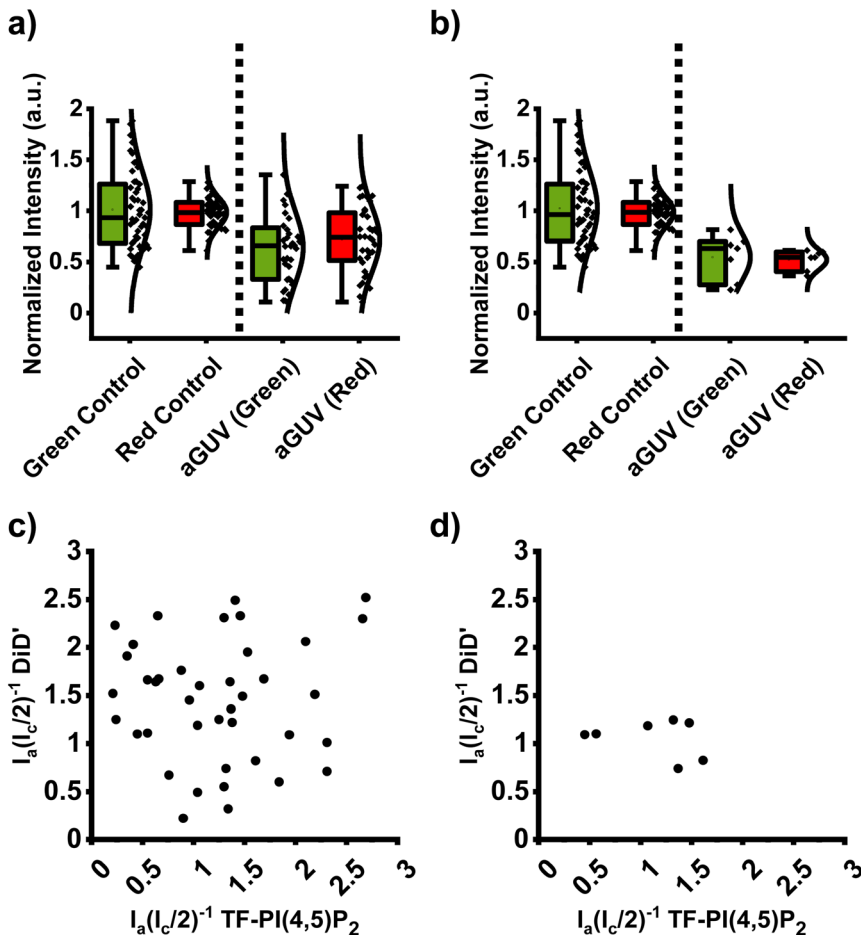 a)
Normalized Intensity (a.u.)
2
1.5
1
0.5
0
Green Control
Red Control
aGUV (Green)
aGUV (Red)
b)
Normalized Intensity (a.u.)
2
1.5
1
0.5
0
Green Control
Red Control
aGUV (Green)
aGUV (Red)
c)
Iₐ(I꜀/2)⁻¹ DiD'
3
2.5
2
1.5
1
0.5
0
0
0.5
1
1.5
2
2.5
3
Iₐ(I꜀/2)⁻¹ TF-PI(4,5)P₂
d)
Iₐ(I꜀/2)⁻¹ DiD'
3
2.5
2
1.5
1
0.5
0
0
0.5
1
1.5
2
2.5
3
Iₐ(I꜀/2)⁻¹ TF-PI(4,5)P₂